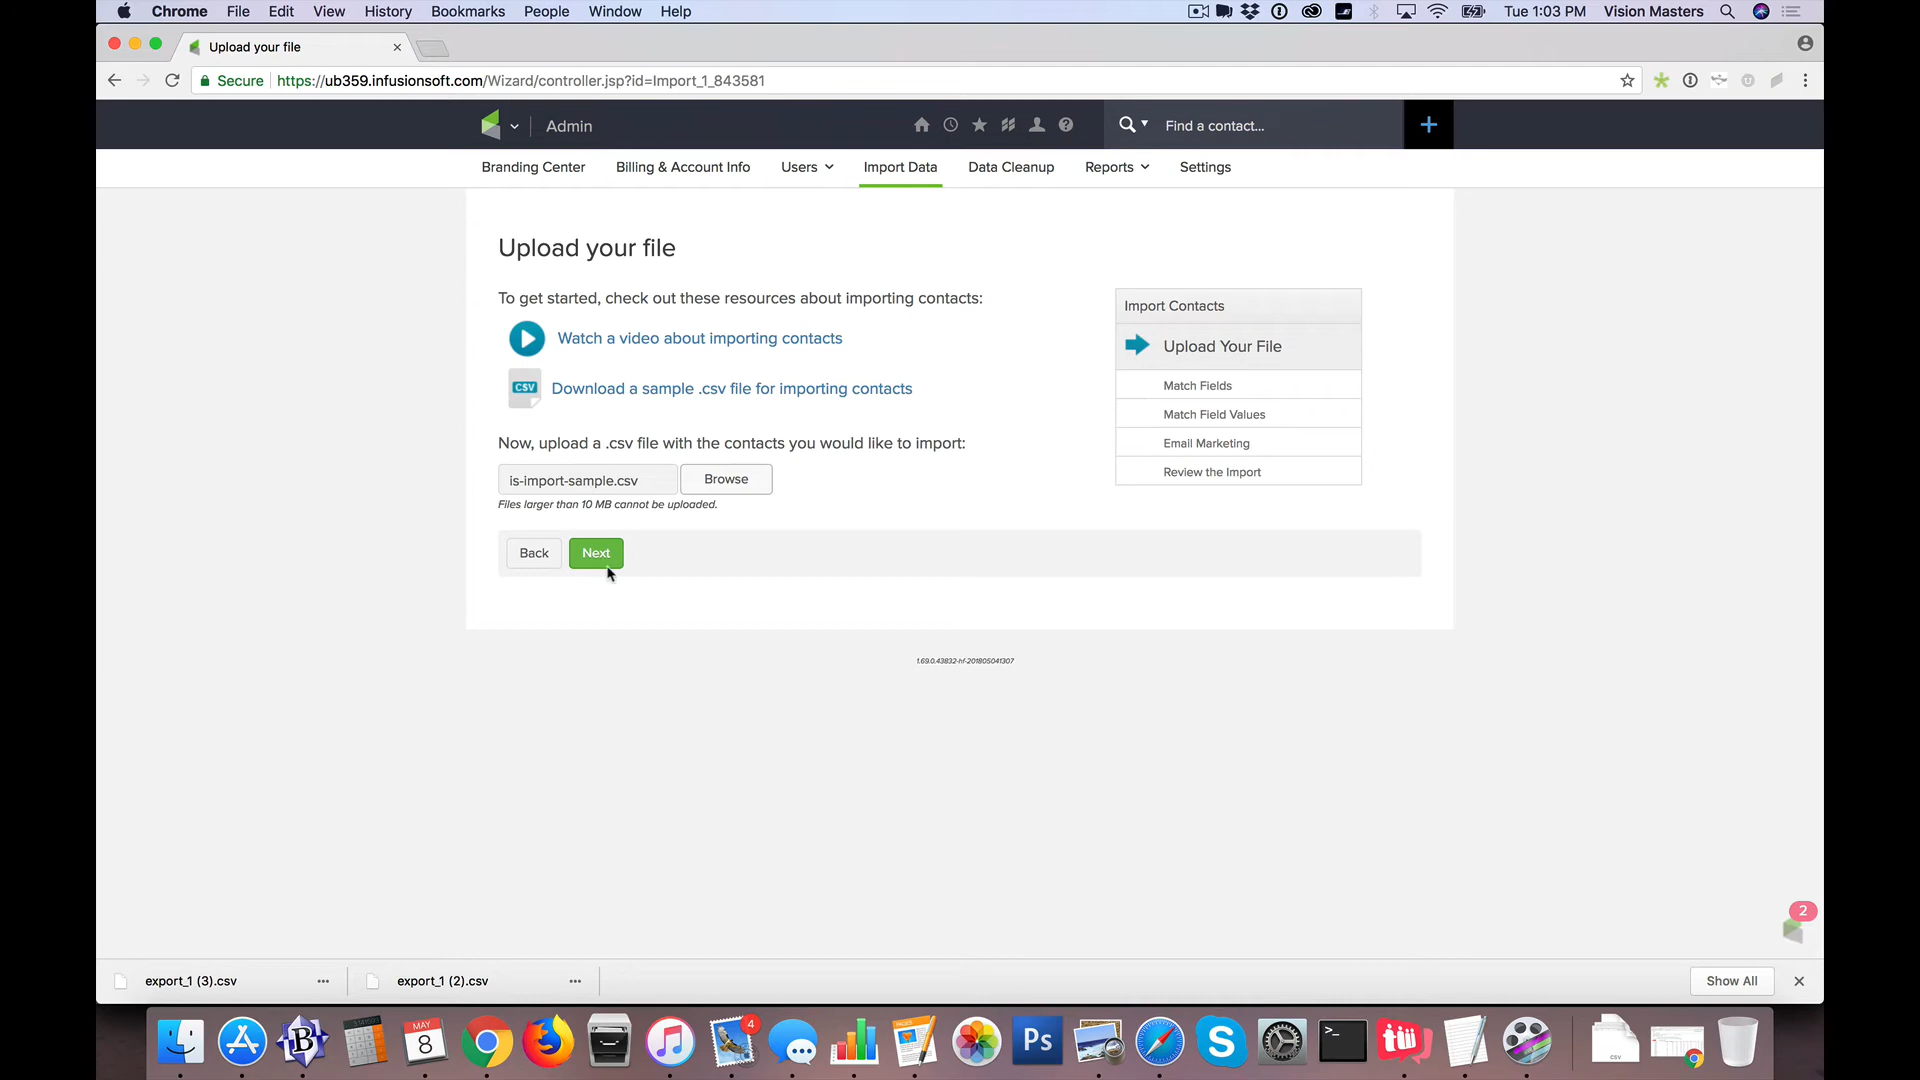 Chrome File Edit View History Bookmarks People Window Help Tue 1:03 PM Vision Masters
Upload your file
Secure https://ub359.infusionsoft.com/Wizard/controller.jsp?id=Import_1_843581
Admin Find a contact...
Branding Center Billing & Account Info Users Import Data Data Cleanup Reports Settings
Upload your file
To get started, check out these resources about importing contacts:
Watch a video about importing contacts
CSV Download a sample .csv file for importing contacts
Now, upload a .csv file with the contacts you would like to import:
is-import-sample.csv Browse
Files larger than 10 MB cannot be uploaded.
Back Next
Import Contacts
Upload Your File
Match Fields
Match Field Values
Email Marketing
Review the Import
1.69.0.43832-hf-201805041307
2
export_1 (3).csv export_1 (2).csv Show All
MAY
8
4
Ps
CSV